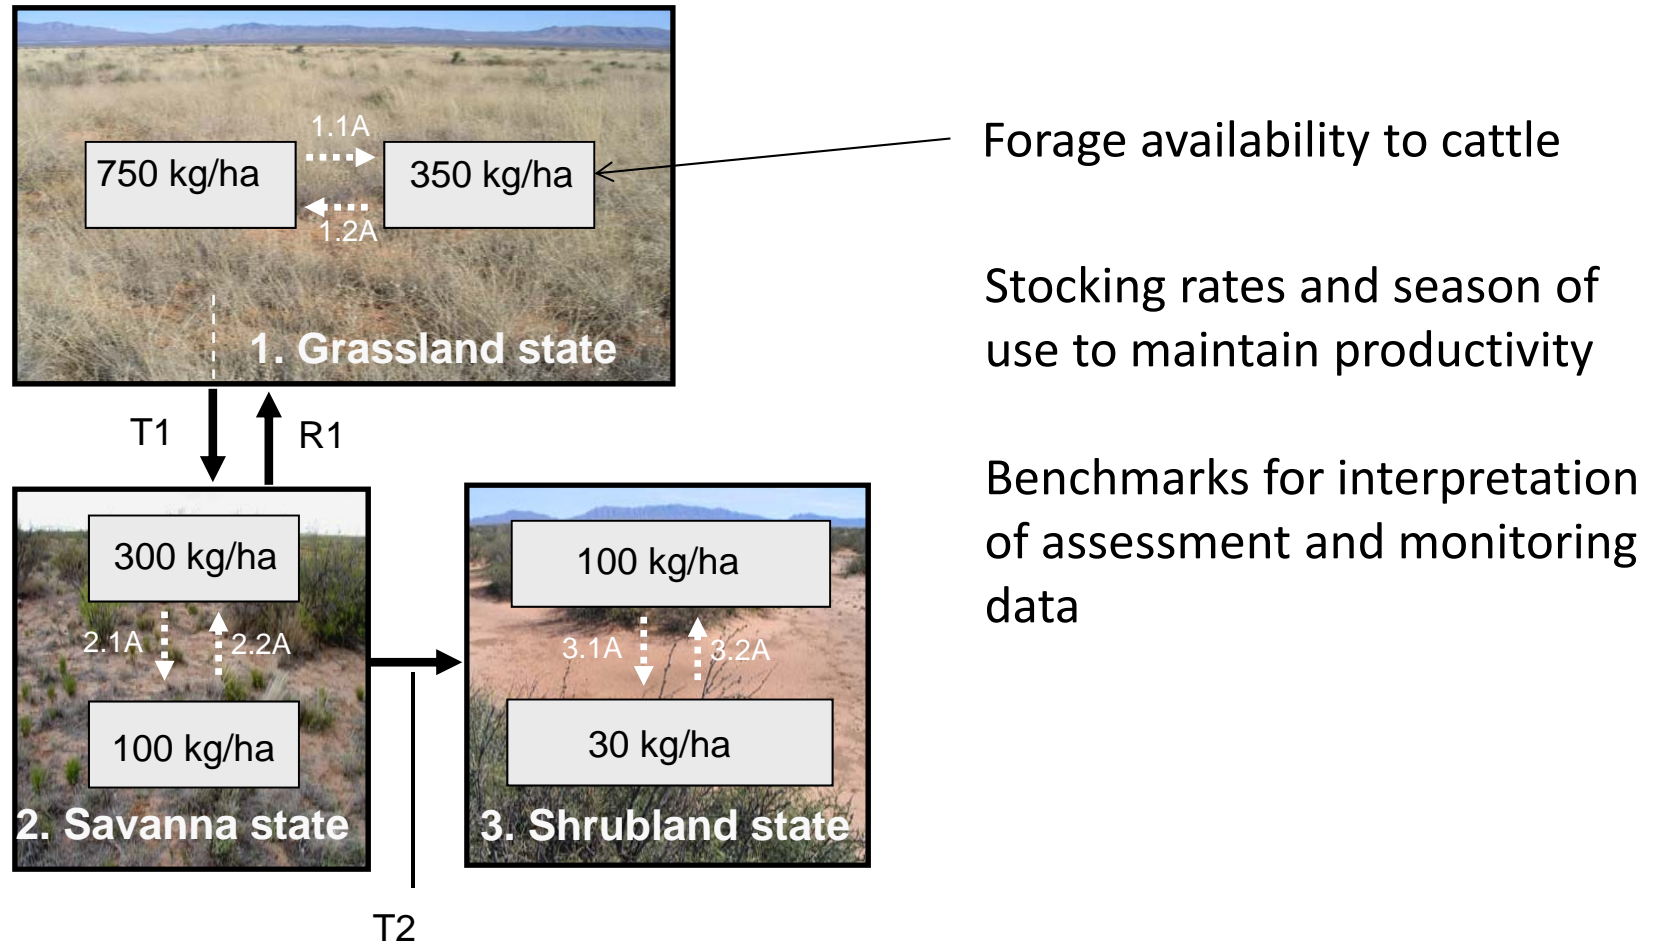 1.1A
750 kg/ha
350 kg/ha
1.2A
1. Grassland state
T1
R1
300 kg/ha
2.1A
2.2A
100 kg/ha
2. Savanna state
100 kg/ha
3.1A
3.2A
30 kg/ha
3. Shrubland state
T2
Forage availability to cattle
Stocking rates and season of
use to maintain productivity
Benchmarks for interpretation
of assessment and monitoring
data